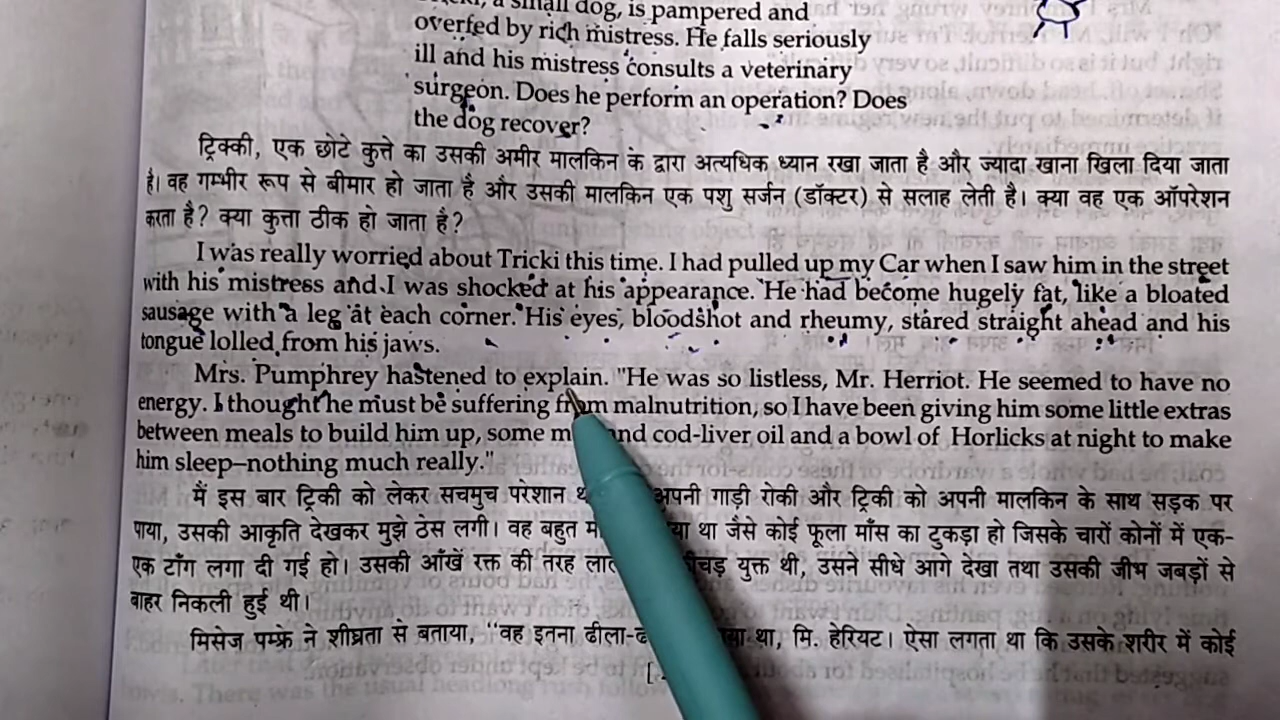 a small dog, is pampered and
overfed by rich mistress. He falls seriously
ill and his mistress consults a veterinary
surgeon. Does he perform an operation? Does
the dog recover?
ट्रिक्की, एक छोटे कुत्ते का उसकी अमीर मालकिन के द्वारा अत्यधिक ध्यान रखा जाता है और ज्यादा खाना खिला दिया जाता
है। वह गम्भीर रूप से बीमार हो जाता है और उसकी मालकिन एक पशु सर्जन (डॉक्टर) से सलाह लेती है। क्या वह एक ऑपरेशन
करता है? क्या कुत्ता ठीक हो जाता है?
I was really worried about Tricki this time. I had pulled up my Car when I saw him in the street
with his mistress and I was shocked at his appearance. He had become hugely fat, like a bloated
sausage with a leg at each corner. His eyes, bloodshot and rheumy, stared straight ahead and his
tongue lolled from his jaws.
Mrs. Pumphrey hastened to explain. "He was so listless, Mr. Herriot. He seemed to have no
energy. I thought he must be suffering from malnutrition, so I have been giving him some little extras
between meals to build him up, some and cod-liver oil and a bowl of Horlicks at night to make
him sleep–nothing much really."
मैं इस बार ट्रिकी को लेकर सचमुच परेशान अपनी गाड़ी रोकी और ट्रिकी को अपनी मालकिन के साथ सड़क पर
पाया, उसकी आकृति देखकर मुझे ठेस लगी। वह बहुत था जैसे कोई फूला माँस का टुकड़ा हो जिसके चारों कोनों में एक-
एक टाँग लगा दी गई हो। उसकी आँखें रक्त की तरह युक्त थी, उसने सीधे आगे देखा तथा उसकी जीभ जबड़ों से
बाहर निकली हुई थी।
मिसेज पम्फ्रे ने शीघ्रता से बताया, "वह इतना था, मि. हेरियट। ऐसा लगता था कि उसके शरीर में कोई